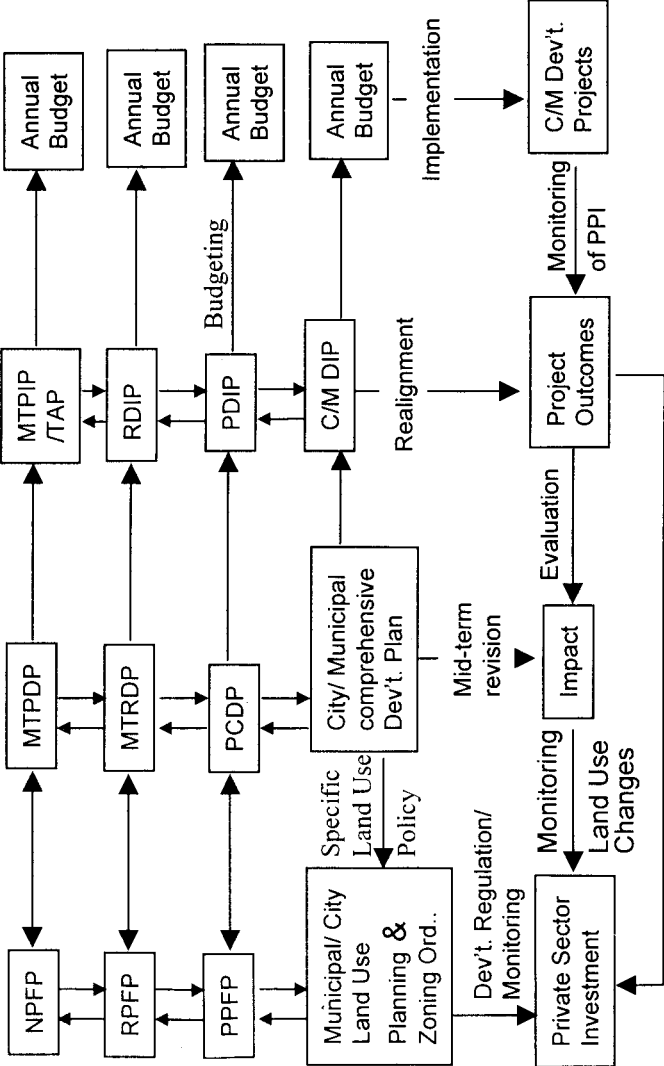 NPFP
MTPDP
MTPIP
/TAP
Annual
Budget
RPFP
MTRDP
RDIP
Annual
Budget
PPFP
PCDP
PDIP
Budgeting
Annual
Budget
Municipal/ City
Land Use
Planning &
Zoning Ord..
Specific
Land Use
Policy
City/ Municipal
comprehensive
Dev't. Plan
C/M DIP
Annual
Budget
Dev't. Regulation/
Monitoring
Mid-term
revision
Realignment
Implementation
Private Sector
Investment
Monitoring
Land Use
Changes
Impact
Evaluation
Project
Outcomes
Monitoring
of PPI
C/M Dev't.
Projects